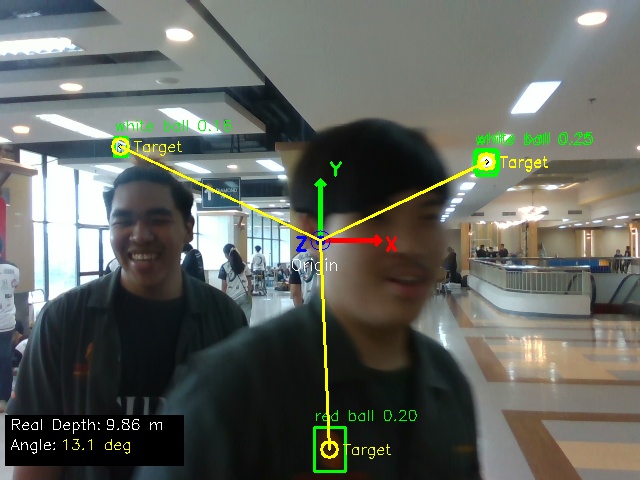 white ball 0.15
Target
white ball 0.25
Target
DIAMOND
Y
Z
X
Origin
red ball 0.20
Target
Real Depth: 9.86 m
Angle: 13.1 deg